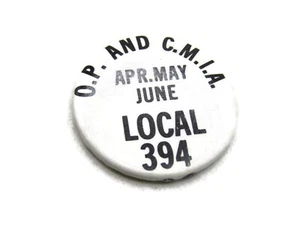 O.P. AND C.M.I.A.
APR.MAY
JUNE
LOCAL
394